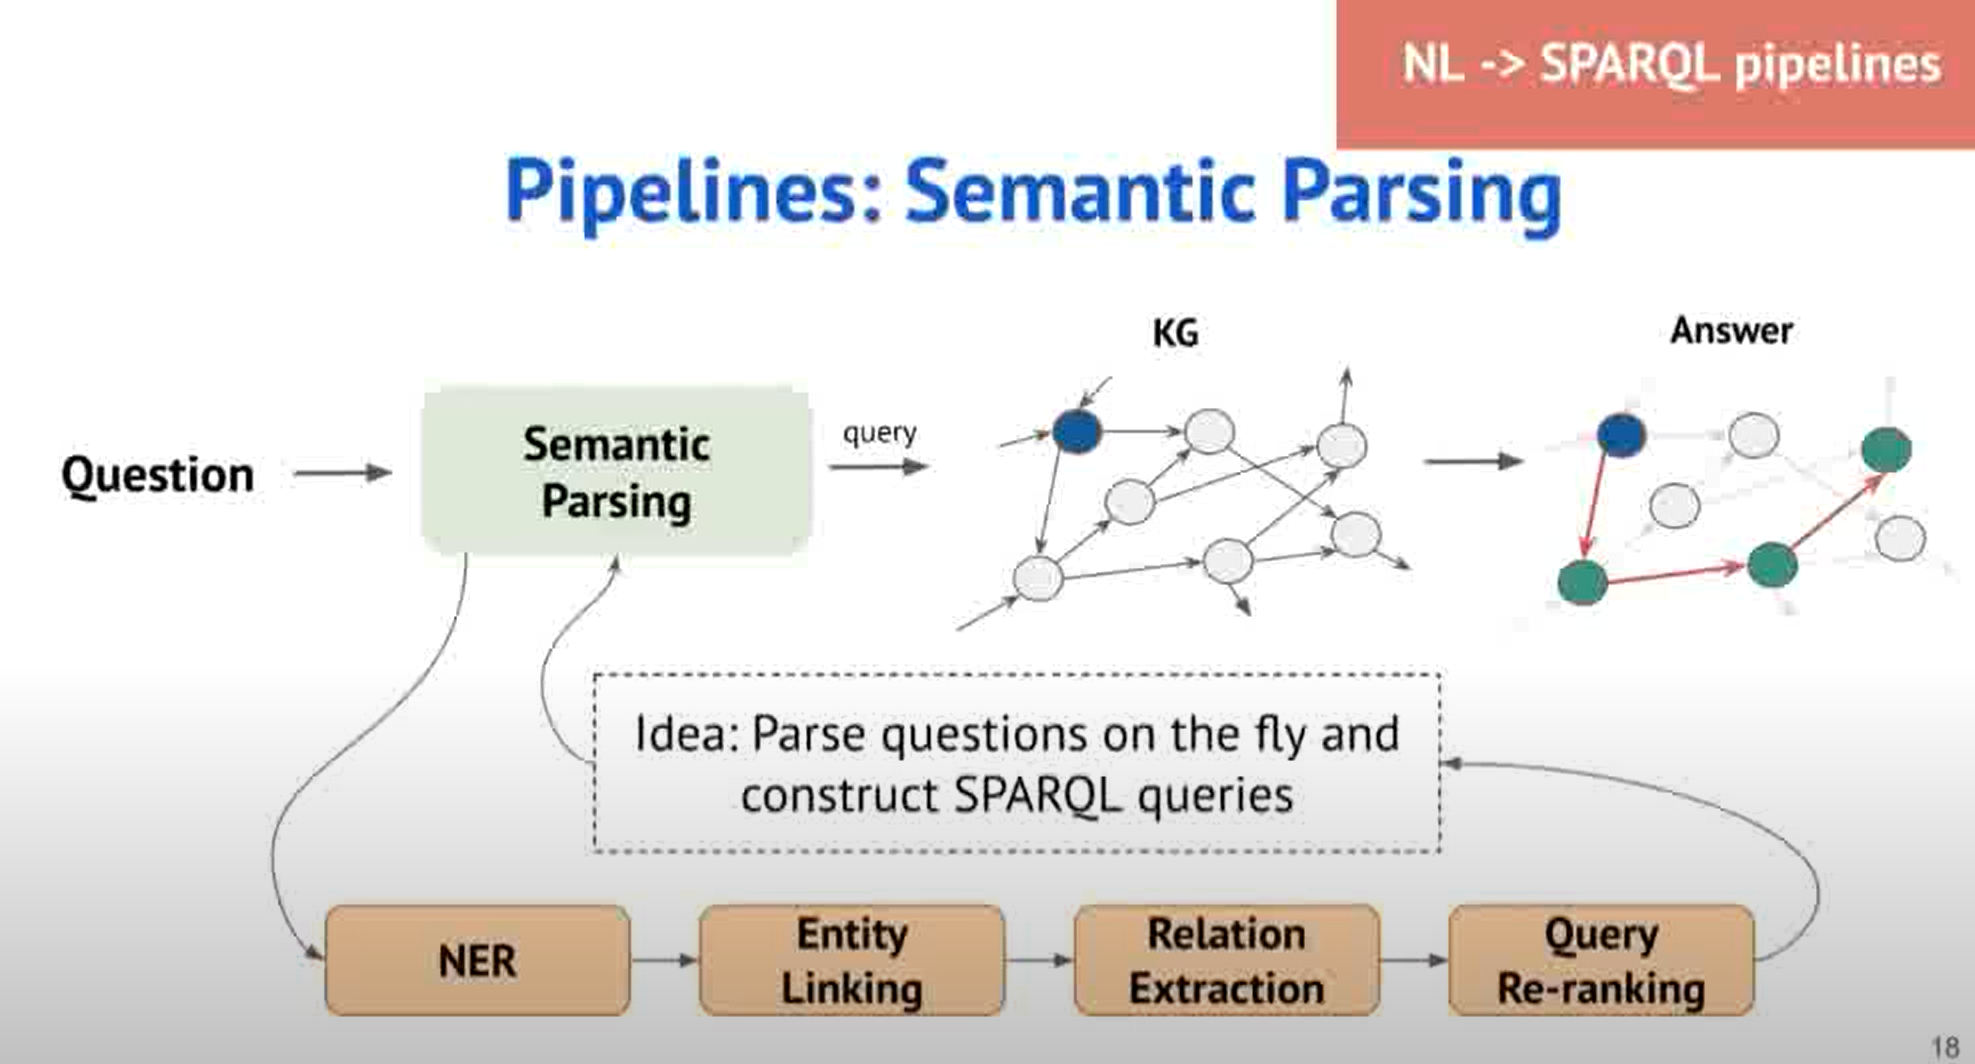 NL -> SPARQL pipelines
Pipelines: Semantic Parsing
KG
Answer
Question
Semantic
Parsing
query
Idea: Parse questions on the fly and
construct SPARQL queries
NER
Entity
Linking
Relation
Extraction
Query
Re-ranking
18